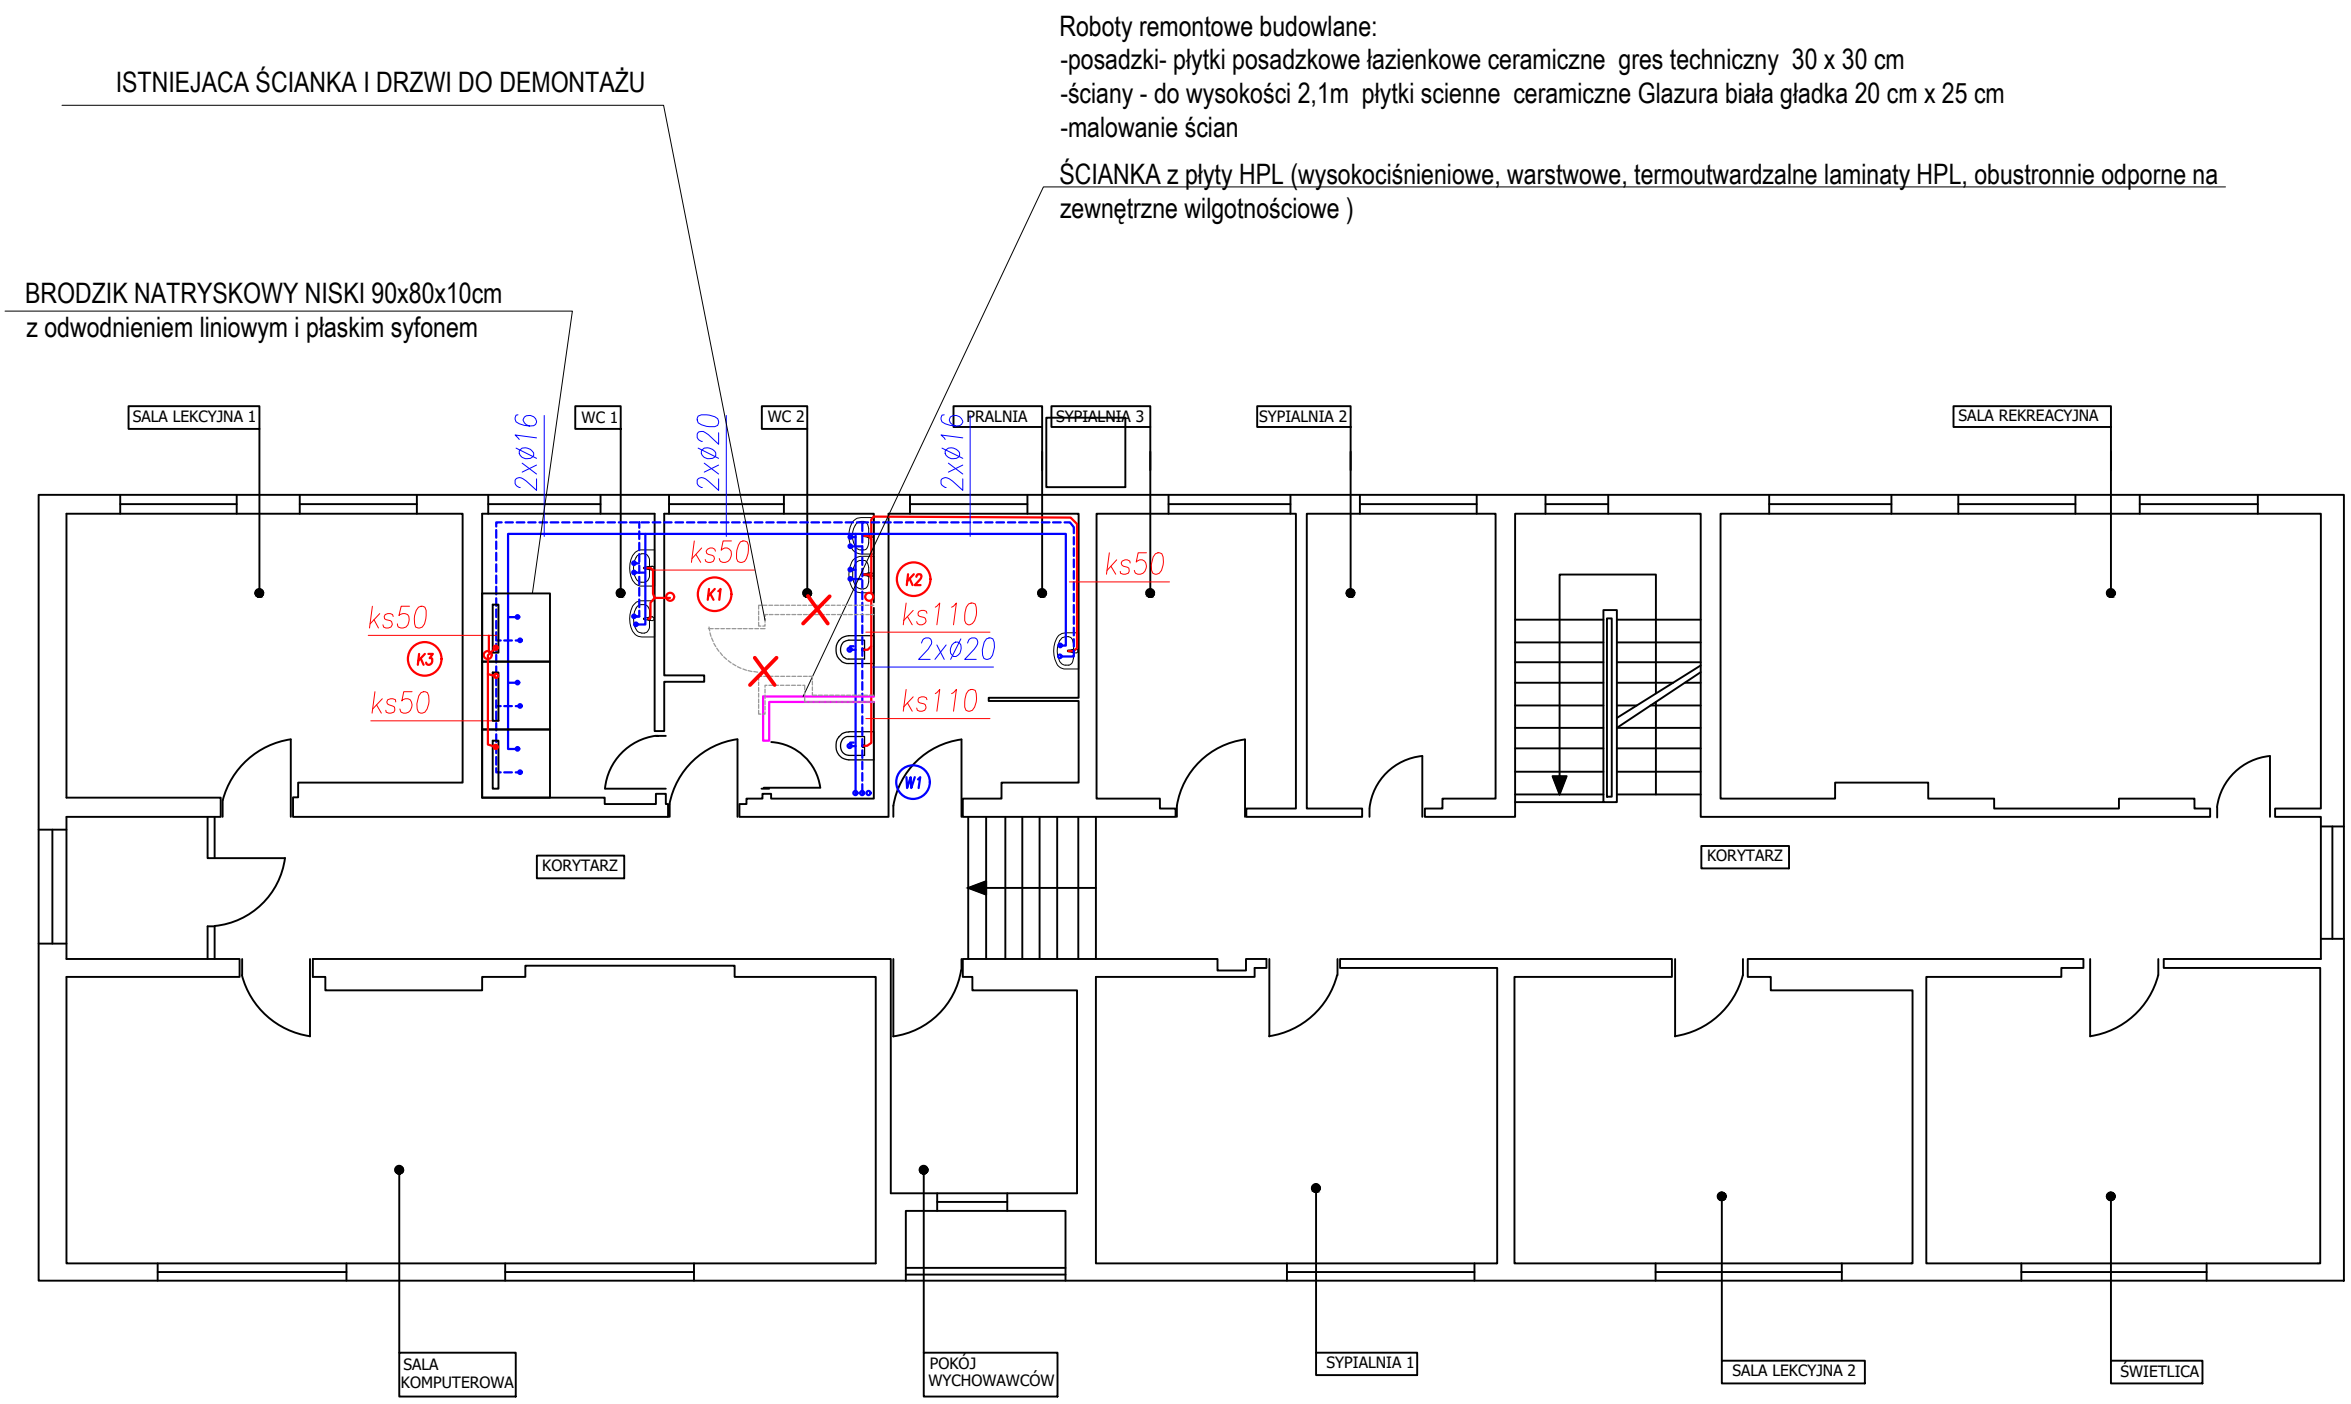 Roboty remontowe budowlane:
-posadzki- płytki posadzkowe łazienkowe ceramiczne gres techniczny 30 x 30 cm
-ściany - do wysokości 2,1m płytki scienne ceramiczne Glazura biała gładka 20 cm x 25 cm
-malowanie ścian
ŚCIANKA z płyty HPL (wysokociśnieniowe, warstwowe, termoutwardzalne laminaty HPL, obustronnie odporne na
zewnętrzne wilgotnościowe )
ISTNIEJACA ŚCIANKA I DRZWI DO DEMONTAŻU
BRODZIK NATRYSKOWY NISKI 90x80x10cm
z odwodnieniem liniowym i płaskim syfonem
SALA LEKCYJNA 1
2xø16
WC 1
2xø20
WC 2
2xø16
PRALNIA
SYPIALNIA 3
SYPIALNIA 2
SALA REKREACYJNA
ks50
K1
K2
ks50
ks50
K3
ks110
2xø20
ks50
ks110
W1
KORYTARZ
KORYTARZ
SALA
KOMPUTEROWA
POKÓJ
WYCHOWAWCÓW
SYPIALNIA 1
SALA LEKCYJNA 2
ŚWIETLICA